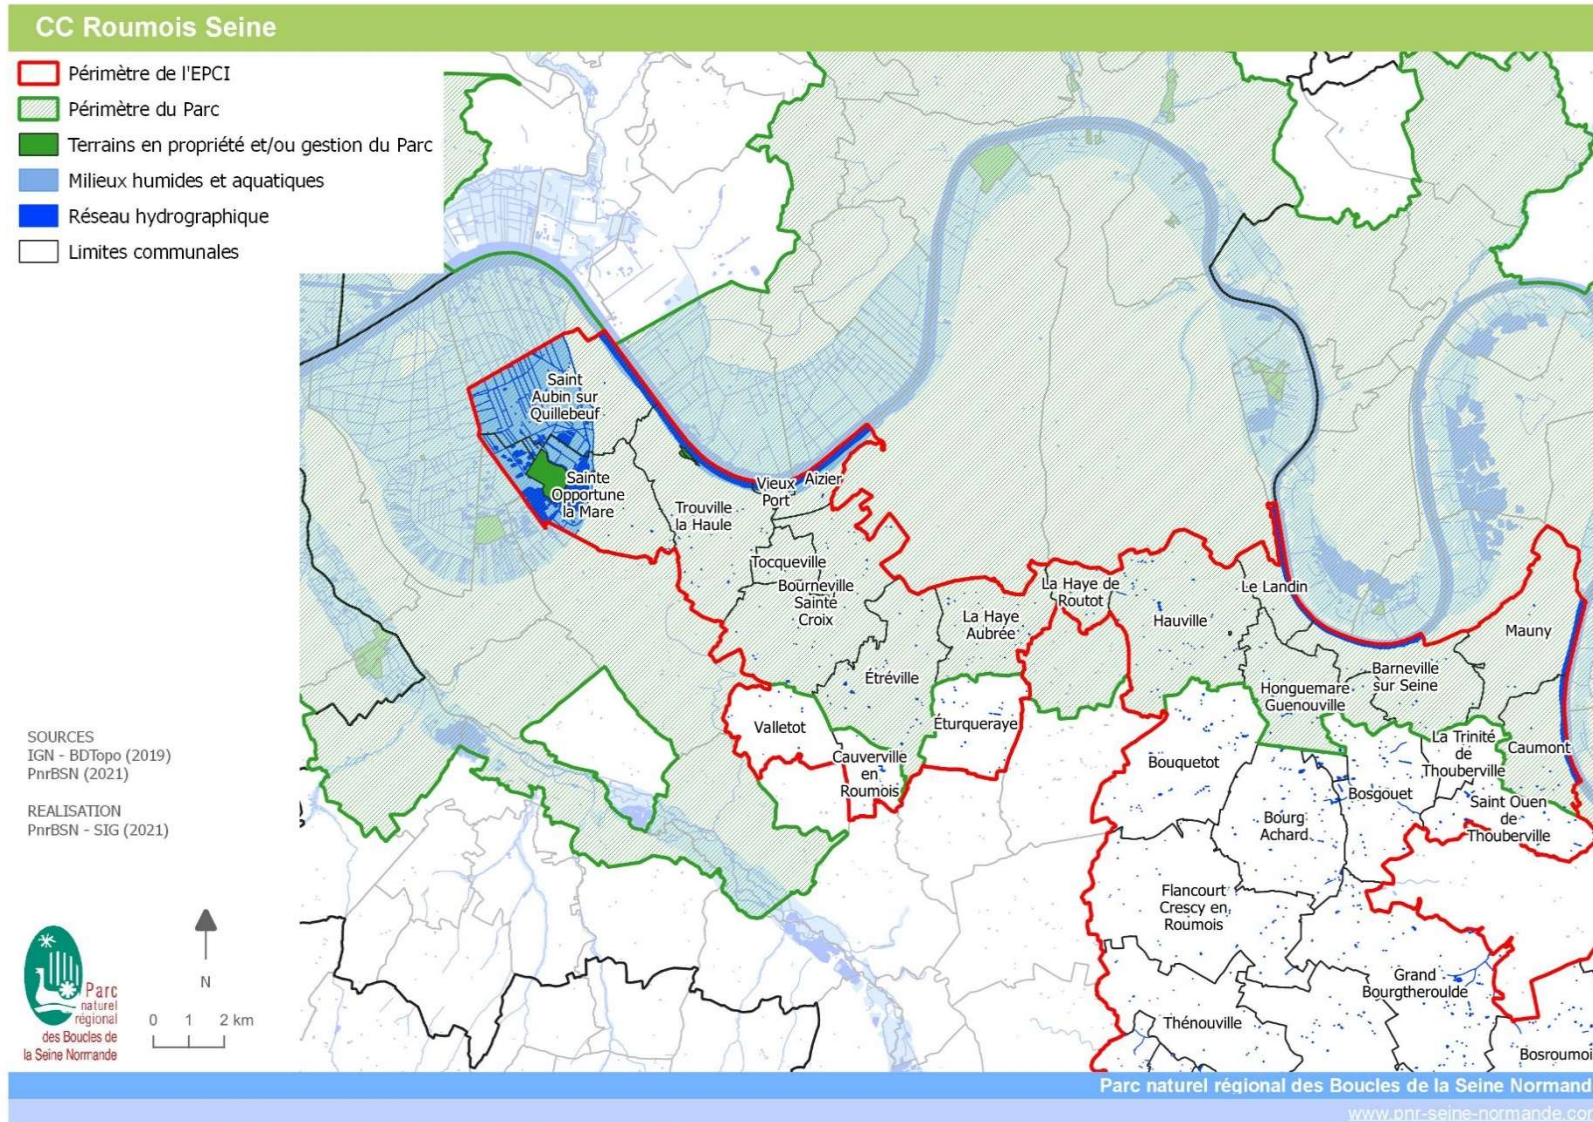 CC Roumois Seine
Périmètre de l'EPCI
Périmètre du Parc
Terrains en propriété et/ou gestion du Parc
Milieux humides et aquatiques
Réseau hydrographique
Limites communales
Saint
Aubin sur
Quillebeuf
Sainte
Opportune
la Mare
Trouville
la Haule
Vieux
Port
Aizier
Tocqueville
Bourneville
Sainte
Croix
La Haye
Aubrée
La Haye de
Routot
Hauville
Le Landin
Mauny
Étréville
Barneville
sur Seine
Honguemare
Guenouville
Valletot
Éturqueraye
Cauverville
en
Roumois
Bouquetot
La Trinité
de
Thouberville
Caumont
Bosgouet
Saint Ouen
de
Thouberville
Bourg
Achard
Flancourt
Crescy en
Roumois
Grand
Bourgtheroulde
Thénouville
Bosroumoi
SOURCES
IGN - BDTopo (2019)
PnrBSN (2021)
REALISATION
PnrBSN - SIG (2021)
Parc
naturel
régional
des Boucles de
la Seine Normande
N
0 1 2 km
Parc naturel régional des Boucles de la Seine Normand
www.pnr-seine-normande.com